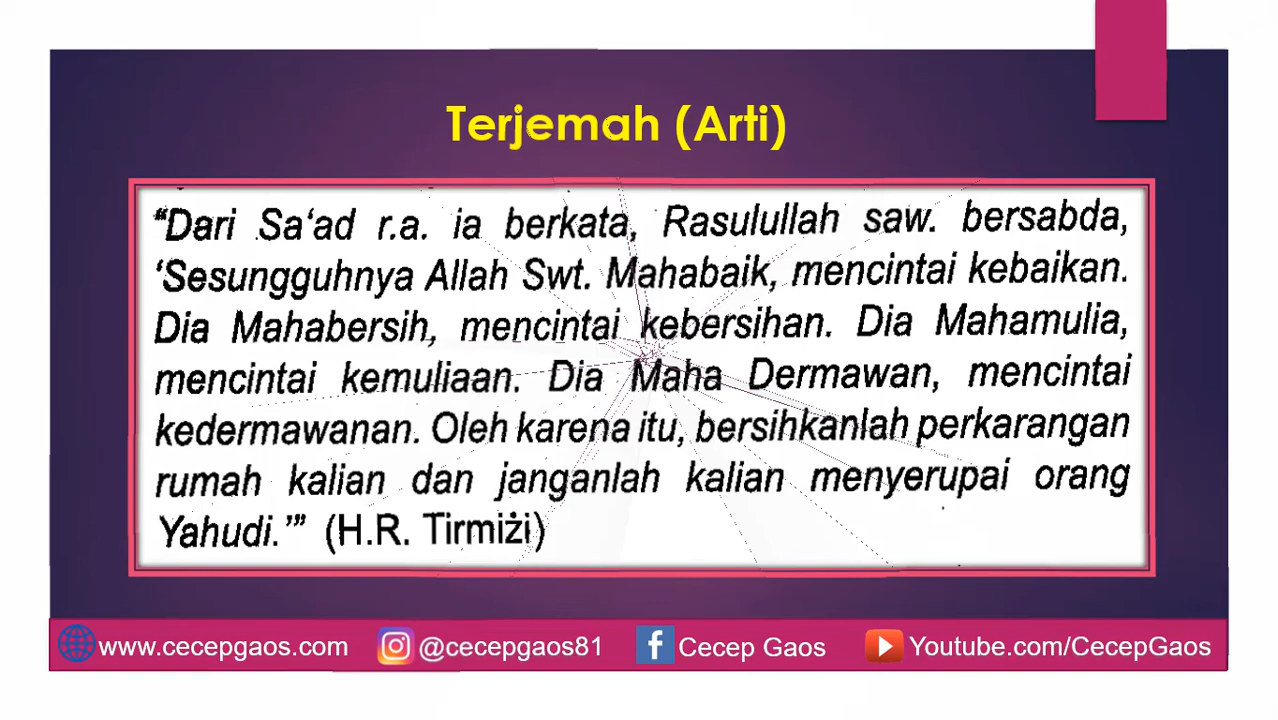 Terjemah (Arti)
“Dari Sa‘ad r.a. ia berkata, Rasulullah saw. bersabda,
‘Sesungguhnya Allah Swt. Mahabaik, mencintai kebaikan.
Dia Mahabersih, mencintai kebersihan. Dia Mahamulia,
mencintai kemuliaan. Dia Maha Dermawan, mencintai
kedermawanan. Oleh karena itu, bersihkanlah perkarangan
rumah kalian dan janganlah kalian menyerupai orang
Yahudi.’” (H.R. Tirmiżi)
www.cecepgaos.com @cecepgaos81 Cecep Gaos Youtube.com/CecepGaos